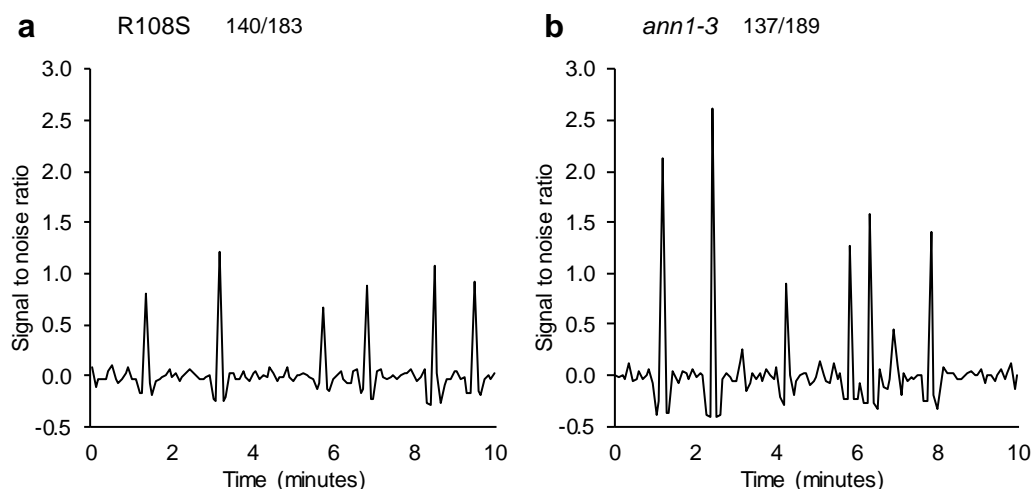 a R108S 140/183
3.0
2.5
2.0
1.5
1.0
0.5
0.0
-0.5
Signal to noise ratio
0 2 4 6 8 10
Time (minutes)
b ann1-3 137/189
3.0
2.5
2.0
1.5
1.0
0.5
0.0
-0.5
Signal to noise ratio
0 2 4 6 8 10
Time (minutes)